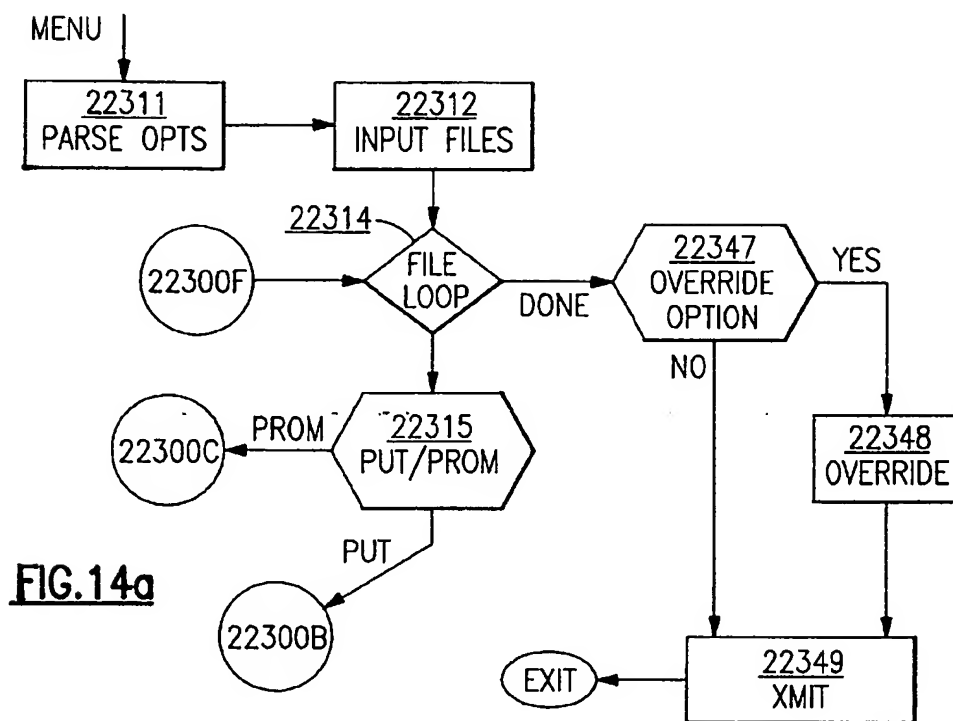 MENU
22311
PARSE OPTS
22312
INPUT FILES
22314
FILE
LOOP
22300F
DONE
22347
OVERRIDE
OPTION
YES
NO
22300C
PROM
22315
PUT/PROM
22348
OVERRIDE
PUT
FIG.14a
22300B
EXIT
22349
XMIT